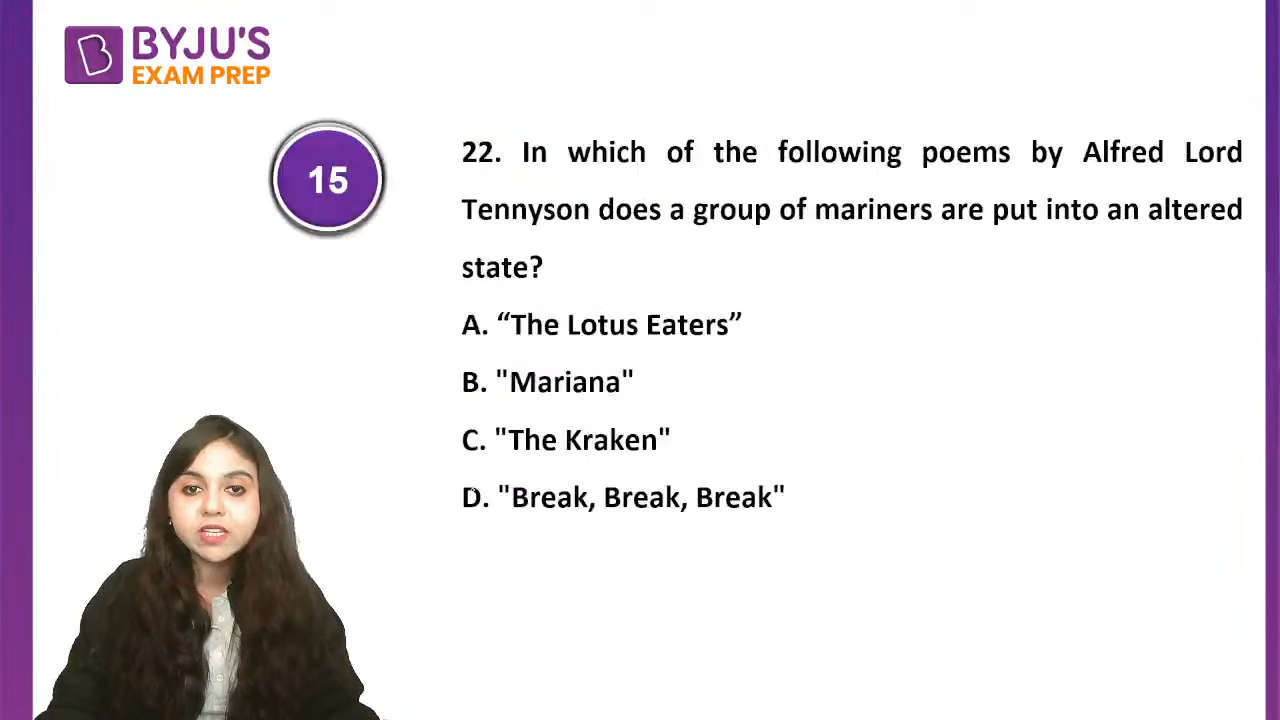 BYJU'S
EXAM PREP
15
22. In which of the following poems by Alfred Lord
Tennyson does a group of mariners are put into an altered
state?
A. “The Lotus Eaters”
B. "Mariana"
C. "The Kraken"
D. "Break, Break, Break"